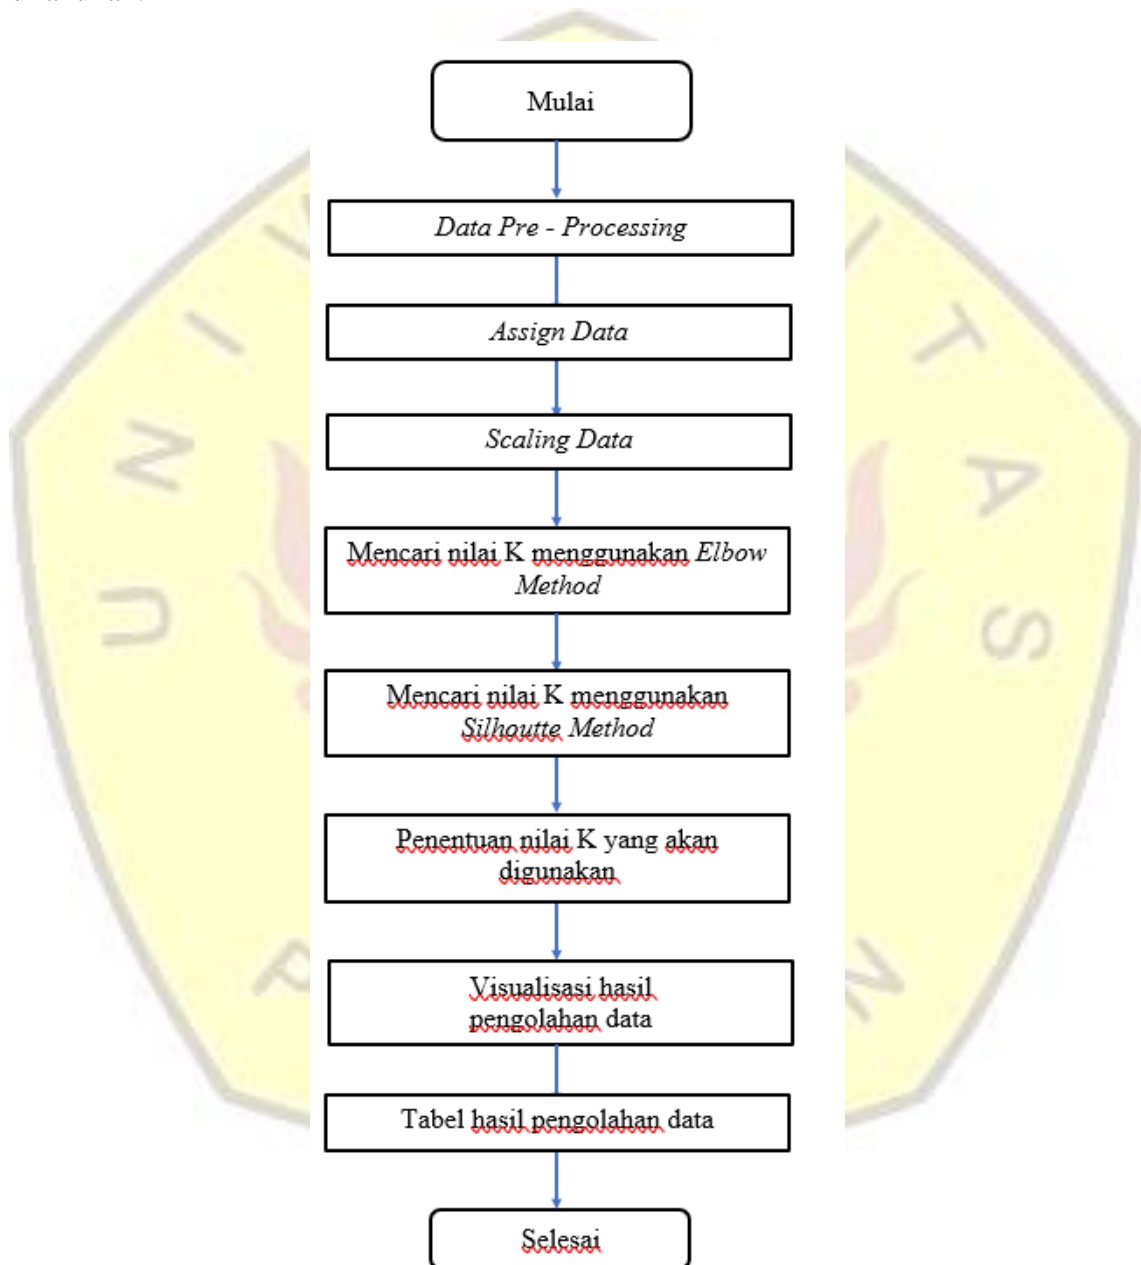 Mulai
Data Pre - Processing
Assign Data
Scaling Data
Mencari nilai K menggunakan Elbow
Method
Mencari nilai K menggunakan
Silhoutte Method
Penentuan nilai K yang akan
digunakan
Visualisasi hasil
pengolahan data
Tabel hasil pengolahan data
Selesai